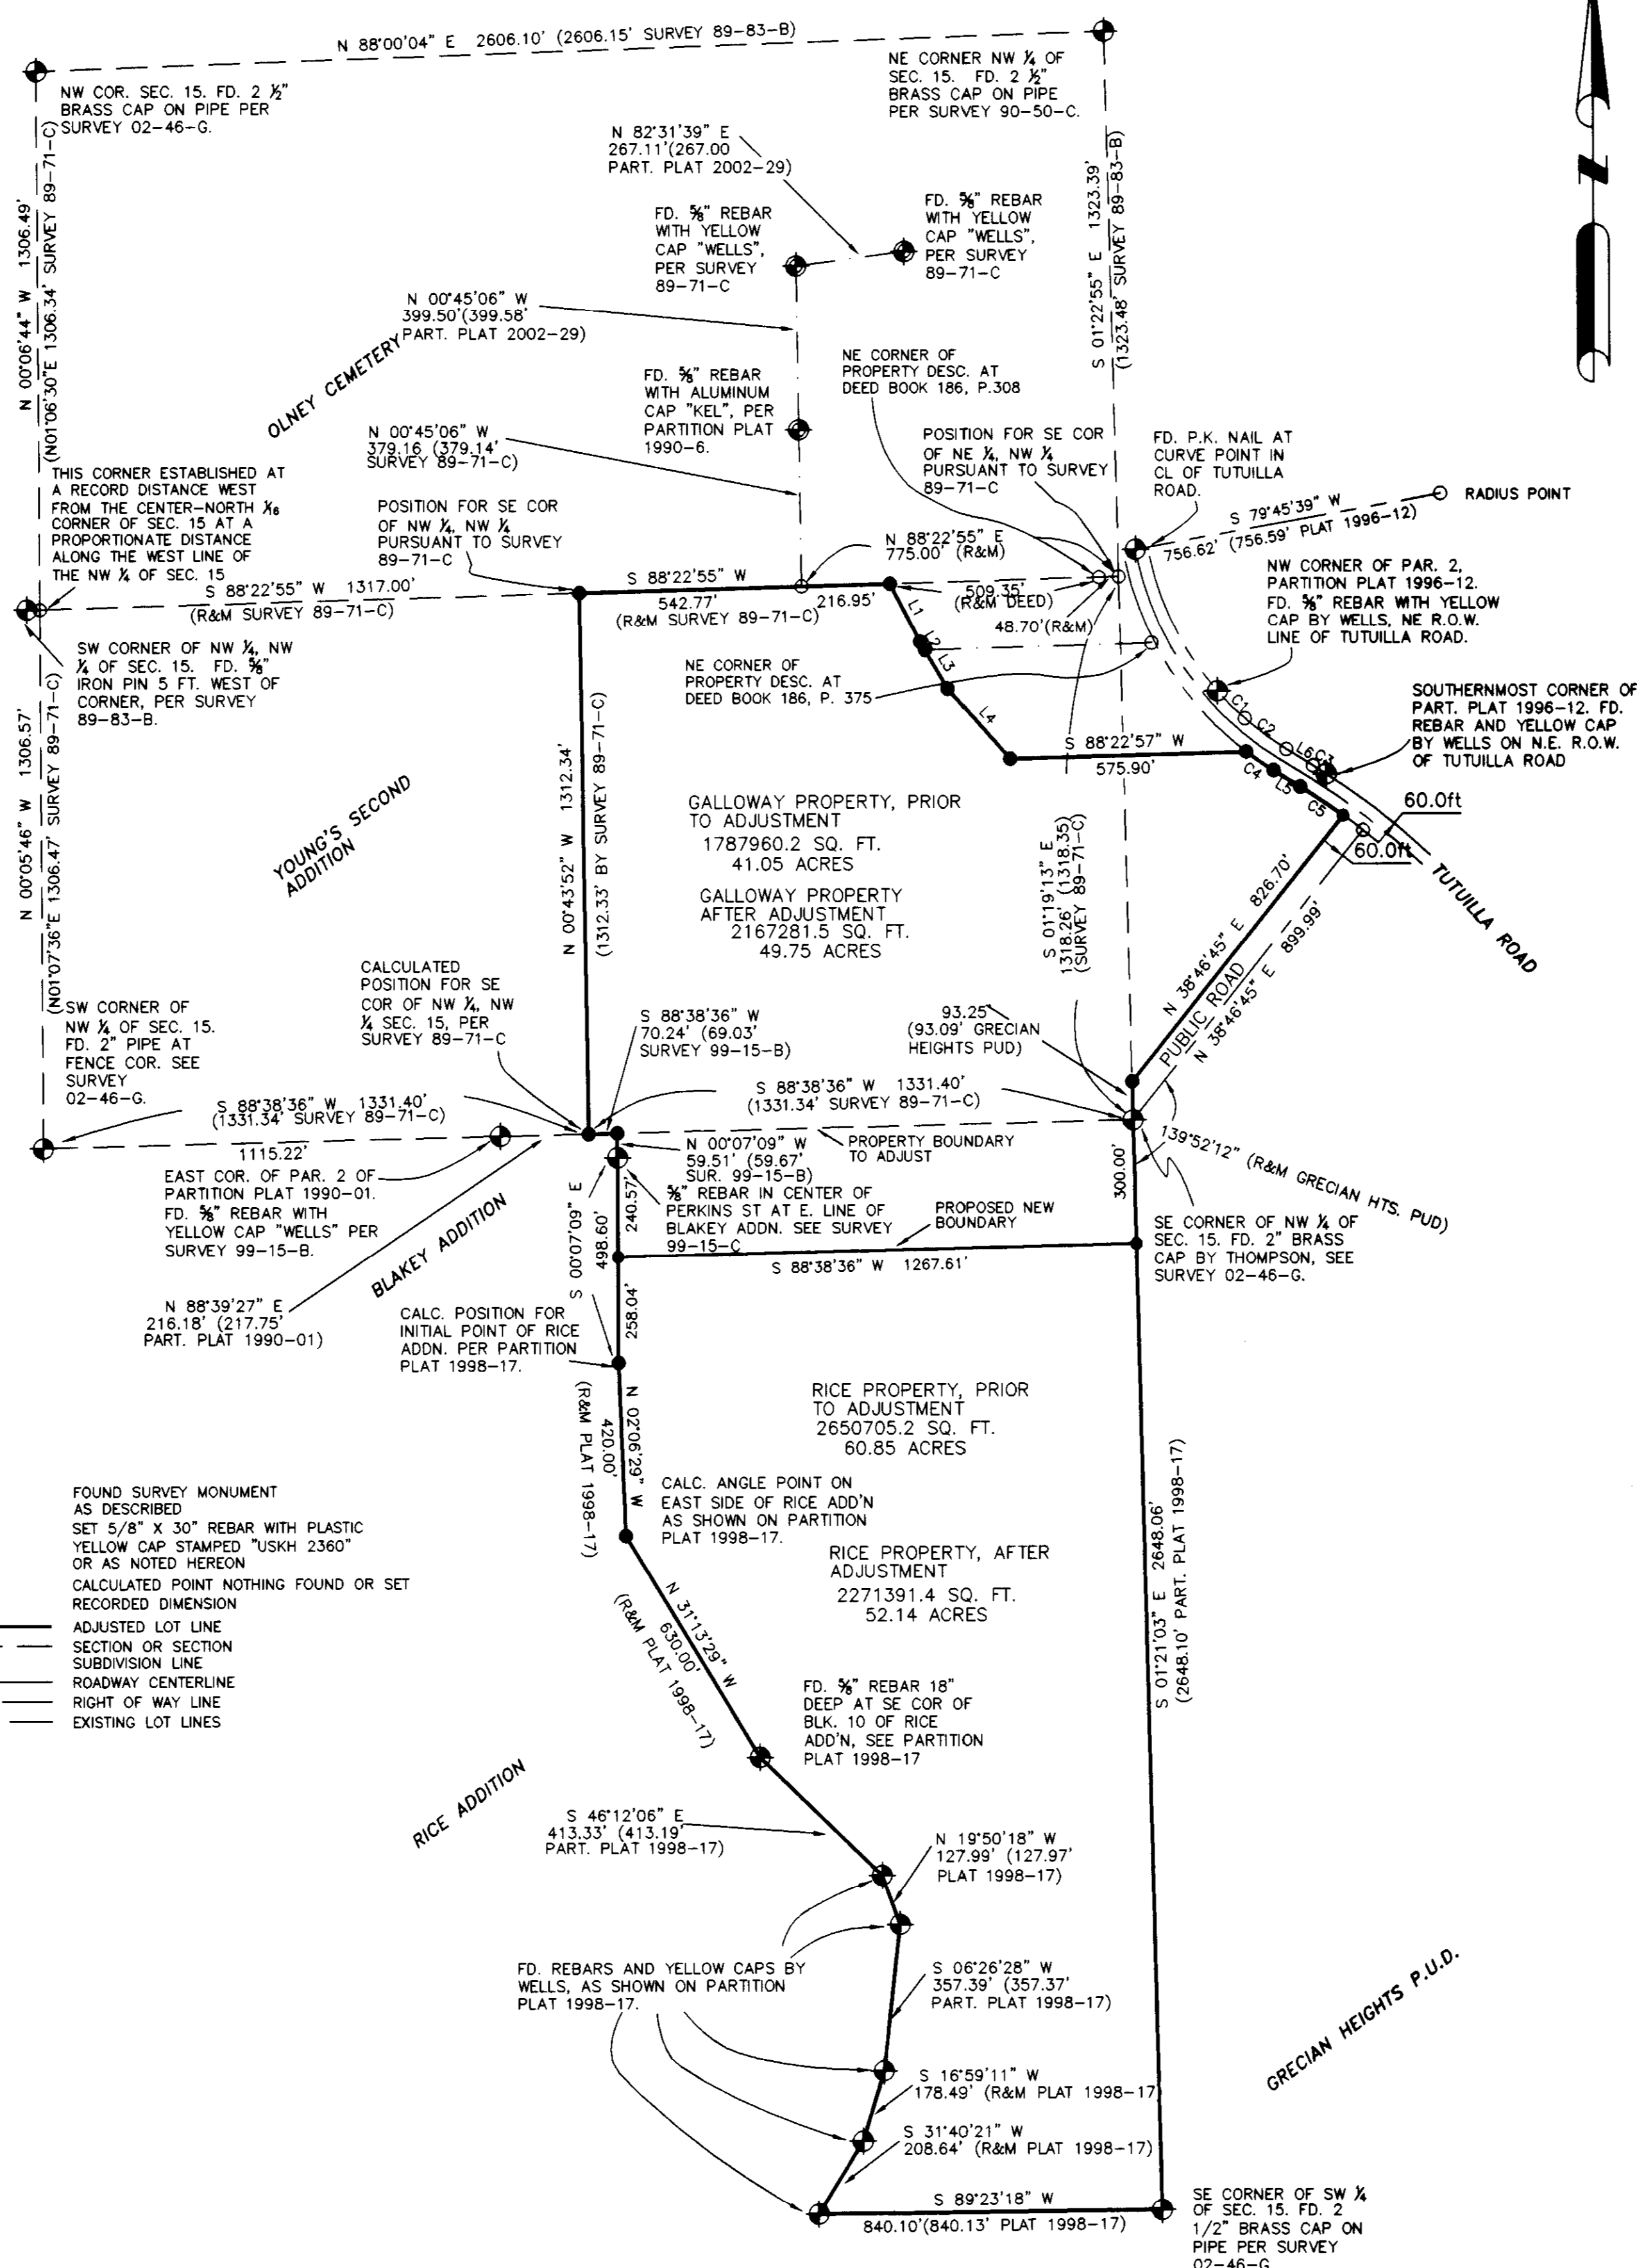 N 88°00'04" E 2606.10' (2606.15' SURVEY 89-83-B)
NW COR. SEC. 15. FD. 2 ½"
BRASS CAP ON PIPE PER
SURVEY 02-46-G.
NE CORNER NW ¼ OF
SEC. 15. FD. 2 ½"
BRASS CAP ON PIPE
PER SURVEY 90-50-C.
N 00°06'44" W 1306.49'
(N01°06'30"E 1306.34' SURVEY 89-71-C)
N 82°31'39" E
267.11'(267.00
PART. PLAT 2002-29)
S 01°22'55" E 1323.39'
(1323.48' SURVEY 89-83-B)
FD. ⅝" REBAR
WITH YELLOW
CAP "WELLS",
PER SURVEY
89-71-C
FD. ⅝" REBAR
WITH YELLOW
CAP "WELLS",
PER SURVEY
89-71-C
N 00°45'06" W
399.50'(399.58'
PART. PLAT 2002-29)
OLNEY CEMETERY
FD. ⅝" REBAR
WITH ALUMINUM
CAP "KEL", PER
PARTITION PLAT
1990-6.
NE CORNER OF
PROPERTY DESC. AT
DEED BOOK 186, P.308
N 00°45'06" W
379.16 (379.14'
SURVEY 89-71-C)
POSITION FOR SE COR
OF NE ¼, NW ¼
PURSUANT TO SURVEY
89-71-C
FD. P.K. NAIL AT
CURVE POINT IN
CL OF TUTUILLA
ROAD.
S 79°45'39" W
756.62' (756.59' PLAT 1996-12)
RADIUS POINT
THIS CORNER ESTABLISHED AT
A RECORD DISTANCE WEST
FROM THE CENTER-NORTH 1⁄16
CORNER OF SEC. 15 AT A
PROPORTIONATE DISTANCE
ALONG THE WEST LINE OF
THE NW ¼ OF SEC. 15
POSITION FOR SE COR
OF NW ¼, NW ¼
PURSUANT TO SURVEY
89-71-C
S 88°22'55" W 1317.00'
(R&M SURVEY 89-71-C)
S 88°22'55" W
542.77'
(R&M SURVEY 89-71-C)
216.95'
N 88°22'55" E
775.00' (R&M)
509.35'
(R&M DEED)
48.70'(R&M)
L1
L2
L3
L4
NW CORNER OF PAR. 2,
PARTITION PLAT 1996-12.
FD. ⅝" REBAR WITH YELLOW
CAP BY WELLS, NE R.O.W.
LINE OF TUTUILLA ROAD.
SW CORNER OF NW ¼, NW
¼ OF SEC. 15. FD. ⅝"
IRON PIN 5 FT. WEST OF
CORNER, PER SURVEY
89-83-B.
NE CORNER OF
PROPERTY DESC. AT
DEED BOOK 186, P. 375
C1
C2
L6
C3
SOUTHERNMOST CORNER OF
PART. PLAT 1996-12. FD.
REBAR AND YELLOW CAP
BY WELLS ON N.E. R.O.W.
OF TUTUILLA ROAD
S 88°22'57" W
575.90'
C4
L5
C5
60.0ft
60.0ft
TUTUILLA ROAD
N 00°05'46" W 1306.57'
(N01°07'36"E 1306.47' SURVEY 89-71-C)
YOUNG'S SECOND
ADDITION
N 00°43'52" W 1312.34'
(1312.33' BY SURVEY 89-71-C)
GALLOWAY PROPERTY, PRIOR
TO ADJUSTMENT
1787960.2 SQ. FT.
41.05 ACRES
GALLOWAY PROPERTY
AFTER ADJUSTMENT
2167281.5 SQ. FT.
49.75 ACRES
S 01°19'13" E
1318.26' (1318.35)
(SURVEY 89-71-C)
N 38°46'45" E 826.70'
PUBLIC ROAD
N 38°46'45" E 899.99'
SW CORNER OF
NW ¼ OF SEC. 15.
FD. 2" PIPE AT
FENCE COR. SEE
SURVEY
02-46-G.
CALCULATED
POSITION FOR SE
COR OF NW ¼, NW
¼ SEC. 15, PER
SURVEY 89-71-C
S 88°38'36" W
70.24' (69.03'
SURVEY 99-15-B)
93.25'
(93.09' GRECIAN
HEIGHTS PUD)
S 88°38'36" W 1331.40'
(1331.34' SURVEY 89-71-C)
S 88°38'36" W 1331.40'
(1331.34' SURVEY 89-71-C)
1115.22'
PROPERTY BOUNDARY
TO ADJUST
139°52'12" (R&M GRECIAN HTS. PUD)
EAST COR. OF PAR. 2 OF
PARTITION PLAT 1990-01.
FD. ⅝" REBAR WITH
YELLOW CAP "WELLS" PER
SURVEY 99-15-B.
N 00°07'09" W
59.51' (59.67'
SUR. 99-15-B)
⅝" REBAR IN CENTER OF
PERKINS ST AT E. LINE OF
BLAKEY ADDN. SEE SURVEY
99-15-C
300.00'
PROPOSED NEW
BOUNDARY
S 88°38'36" W 1267.61'
SE CORNER OF NW ¼ OF
SEC. 15. FD. 2" BRASS
CAP BY THOMPSON, SEE
SURVEY 02-46-G.
BLAKEY ADDITION
S 00°07'09" E
498.60'
240.57'
258.04'
N 88°39'27" E
216.18' (217.75'
PART. PLAT 1990-01)
CALC. POSITION FOR
INITIAL POINT OF RICE
ADDN. PER PARTITION
PLAT 1998-17.
N 02°06'29" W
420.00'
(R&M PLAT 1998-17)
RICE PROPERTY, PRIOR
TO ADJUSTMENT
2650705.2 SQ. FT.
60.85 ACRES
CALC. ANGLE POINT ON
EAST SIDE OF RICE ADD'N
AS SHOWN ON PARTITION
PLAT 1998-17.
RICE PROPERTY, AFTER
ADJUSTMENT
2271391.4 SQ. FT.
52.14 ACRES
S 01°21'03" E 2648.06'
(2648.10' PART. PLAT 1998-17)
FOUND SURVEY MONUMENT
AS DESCRIBED
SET 5/8" X 30" REBAR WITH PLASTIC
YELLOW CAP STAMPED "USKH 2360"
OR AS NOTED HEREON
CALCULATED POINT NOTHING FOUND OR SET
RECORDED DIMENSION
ADJUSTED LOT LINE
SECTION OR SECTION
SUBDIVISION LINE
ROADWAY CENTERLINE
RIGHT OF WAY LINE
EXISTING LOT LINES
N 31°13'29" W
630.00'
(R&M PLAT 1998-17)
FD. ⅝" REBAR 18"
DEEP AT SE COR OF
BLK. 10 OF RICE
ADD'N, SEE PARTITION
PLAT 1998-17
RICE ADDITION
S 46°12'06" E
413.33' (413.19'
PART. PLAT 1998-17)
N 19°50'18" W
127.99' (127.97'
PLAT 1998-17)
FD. REBARS AND YELLOW CAPS BY
WELLS, AS SHOWN ON PARTITION
PLAT 1998-17.
S 06°26'28" W
357.39' (357.37'
PART. PLAT 1998-17)
S 16°59'11" W
178.49' (R&M PLAT 1998-17
S 31°40'21" W
208.64' (R&M PLAT 1998-17)
GRECIAN HEIGHTS P.U.D.
S 89°23'18" W
840.10'(840.13' PLAT 1998-17)
SE CORNER OF SW ¼
OF SEC. 15. FD. 2
1/2" BRASS CAP ON
PIPE PER SURVEY
02-46-G